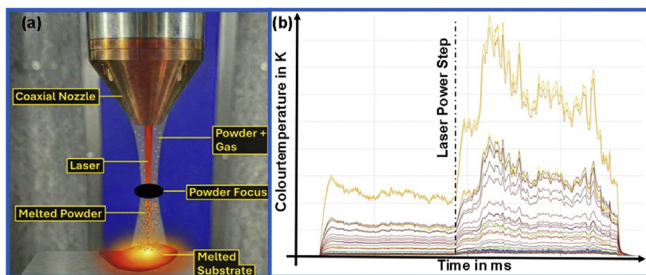 (a)
Coaxial Nozzle
Powder +
Gas
Laser
Powder Focus
Melted Powder
Melted
Substrate
(b)
Colourtemperature in K
Laser Power Step
Time in ms